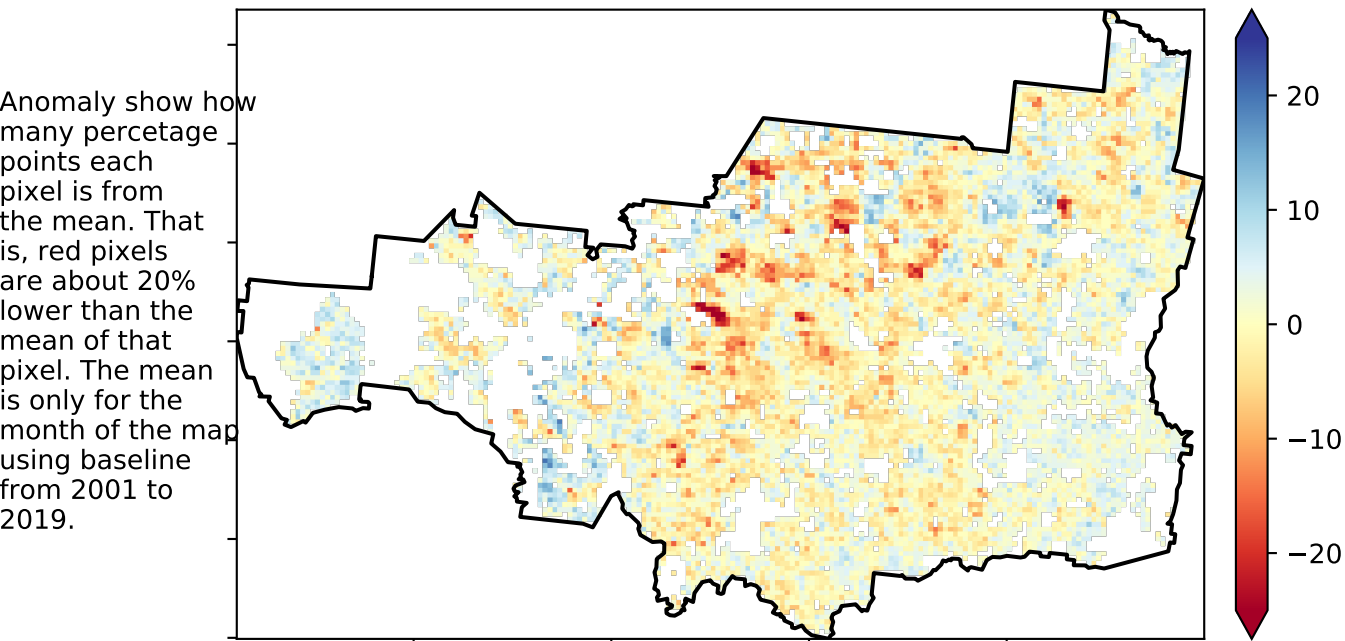 Anomaly show how
many percetage
points each
pixel is from
the mean. That
is, red pixels
are about 20%
lower than the
mean of that
pixel. The mean
is only for the
month of the map
using baseline
from 2001 to
2019.
20
10
0
−10
−20